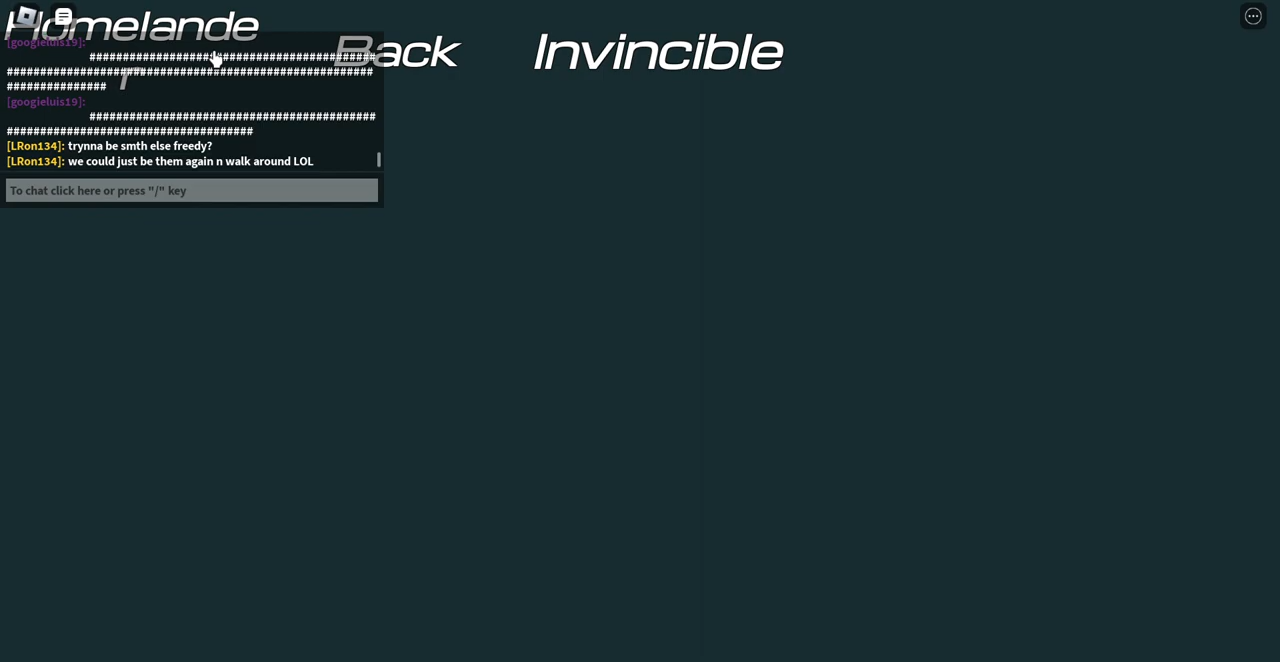 Homelande
r
Back
Invincible
[googieluis19]:
###########################################
#######################################################
###############
[googieluis19]:
###########################################
#####################################
[LRon134]: trynna be smth else freedy?
[LRon134]: we could just be them again n walk around LOL
To chat click here or press "/" key